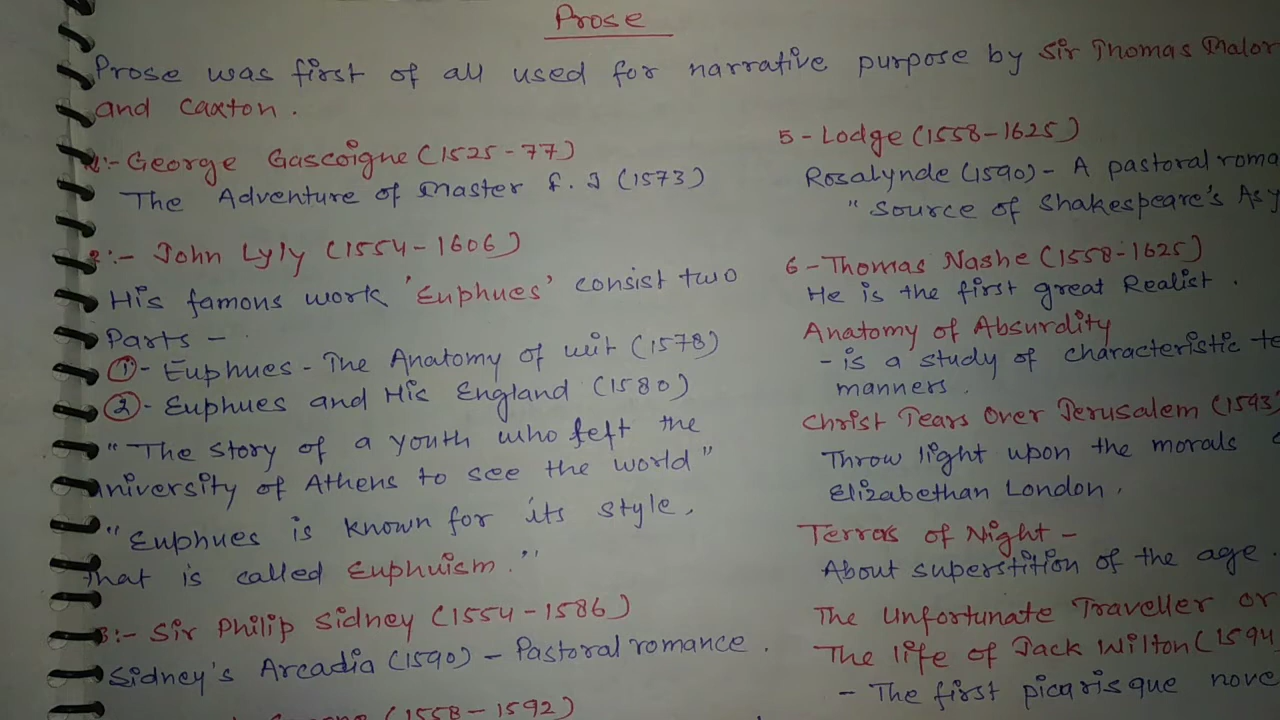 Prose
Prose was first of all used for narrative purpose by Sir Thomas Malor
and Caxton.
1:- George Gascoigne (1525-77)
The Adventure of Master F. J (1573)
2:- John Lyly (1554-1606)
His famous work 'Euphues' consist two
Parts -
① - Euphues - The Anatomy of wit (1578)
② - Euphues and His England (1580)
"The story of a youth who left the
university of Athens to see the world"
"Euphues is known for its style,
that is called Euphuism."
3:- Sir Philip Sidney (1554-1586)
Sidney's Arcadia (1590) - Pastoral romance.
(1558-1592)
5 - Lodge (1558-1625)
Rosalynde (1590) - A pastoral roma
"Source of Shakespeare's As y
6 - Thomas Nashe (1558-1625)
He is the first great Realist.
Anatomy of Absurdity
- is a study of characteristic te
manners.
Christ Tears Over Jerusalem (1593)
Throw light upon the morals
Elizabethan London.
Terrors of Night -
About superstition of the age.
The Unfortunate Traveller or
The life of Jack Wilton (1594
- The first picarisque nove